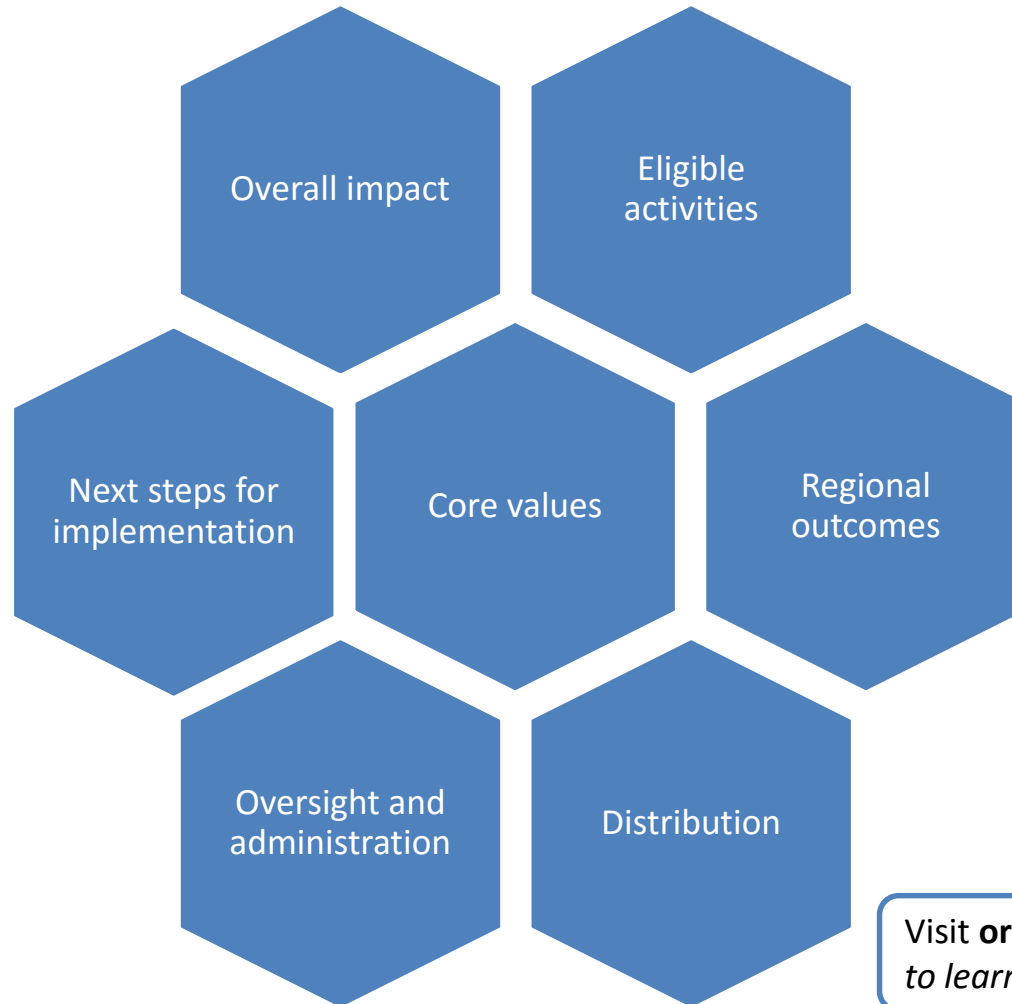 Overall impact
Eligible
activities
Next steps for
implementation
Core values
Regional
outcomes
Oversight and
administration
Distribution
Visit
to learn